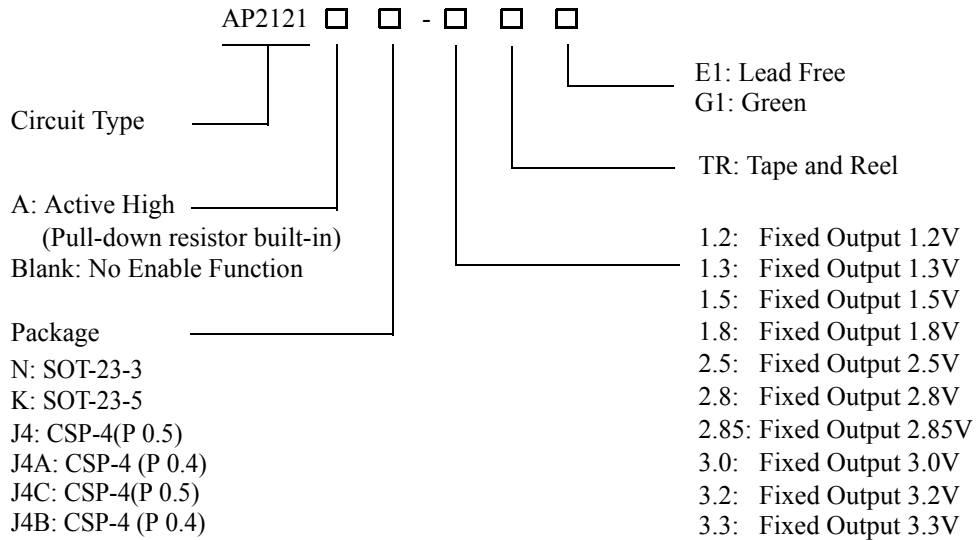 AP2121 -
Circuit Type
A: Active High
(Pull-down resistor built-in)
Blank: No Enable Function
Package
N: SOT-23-3
K: SOT-23-5
J4: CSP-4(P 0.5)
J4A: CSP-4 (P 0.4)
J4C: CSP-4(P 0.5)
J4B: CSP-4 (P 0.4)
E1: Lead Free
G1: Green
TR: Tape and Reel
1.2: Fixed Output 1.2V
1.3: Fixed Output 1.3V
1.5: Fixed Output 1.5V
1.8: Fixed Output 1.8V
2.5: Fixed Output 2.5V
2.8: Fixed Output 2.8V
2.85: Fixed Output 2.85V
3.0: Fixed Output 3.0V
3.2: Fixed Output 3.2V
3.3: Fixed Output 3.3V